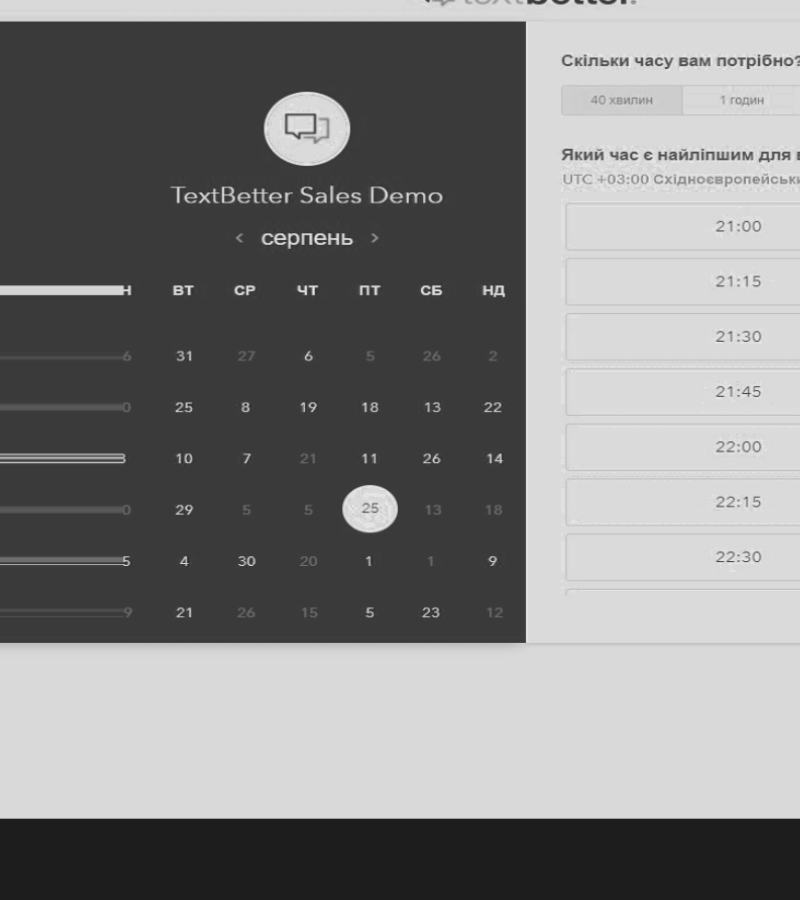 textbetter.
Скільки часу вам потрібно?
40 хвилин 1 годин
TextBetter Sales Demo
Який час є найліпшим для
UTC +03:00
серпень
ВТ СР ЧТ ПТ СБ НД
6 31 27 6 5 26 2
0 25 8 19 18 13 22
10 7 21 11 26 14
0 29 5 5 25 13 18
5 4 30 20 1 1 9
9 21 26 15 5 23 12
21:00
21:15
21:30
21:45
22:00
22:15
22:30